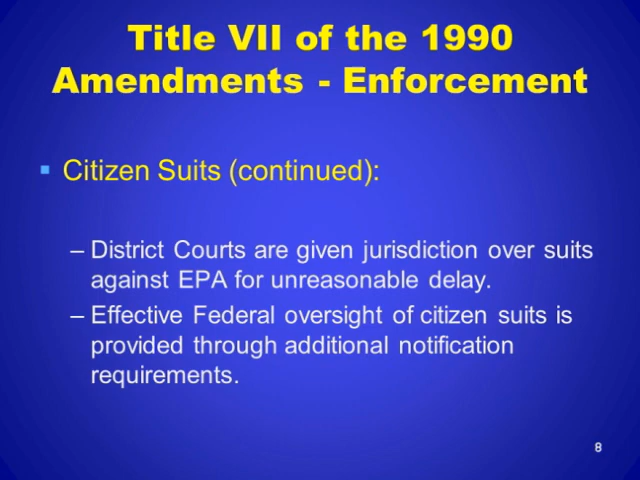 Title VII of the 1990
Amendments - Enforcement
▪ Citizen Suits (continued):
– District Courts are given jurisdiction over suits
against EPA for unreasonable delay.
– Effective Federal oversight of citizen suits is
provided through additional notification
requirements.
8